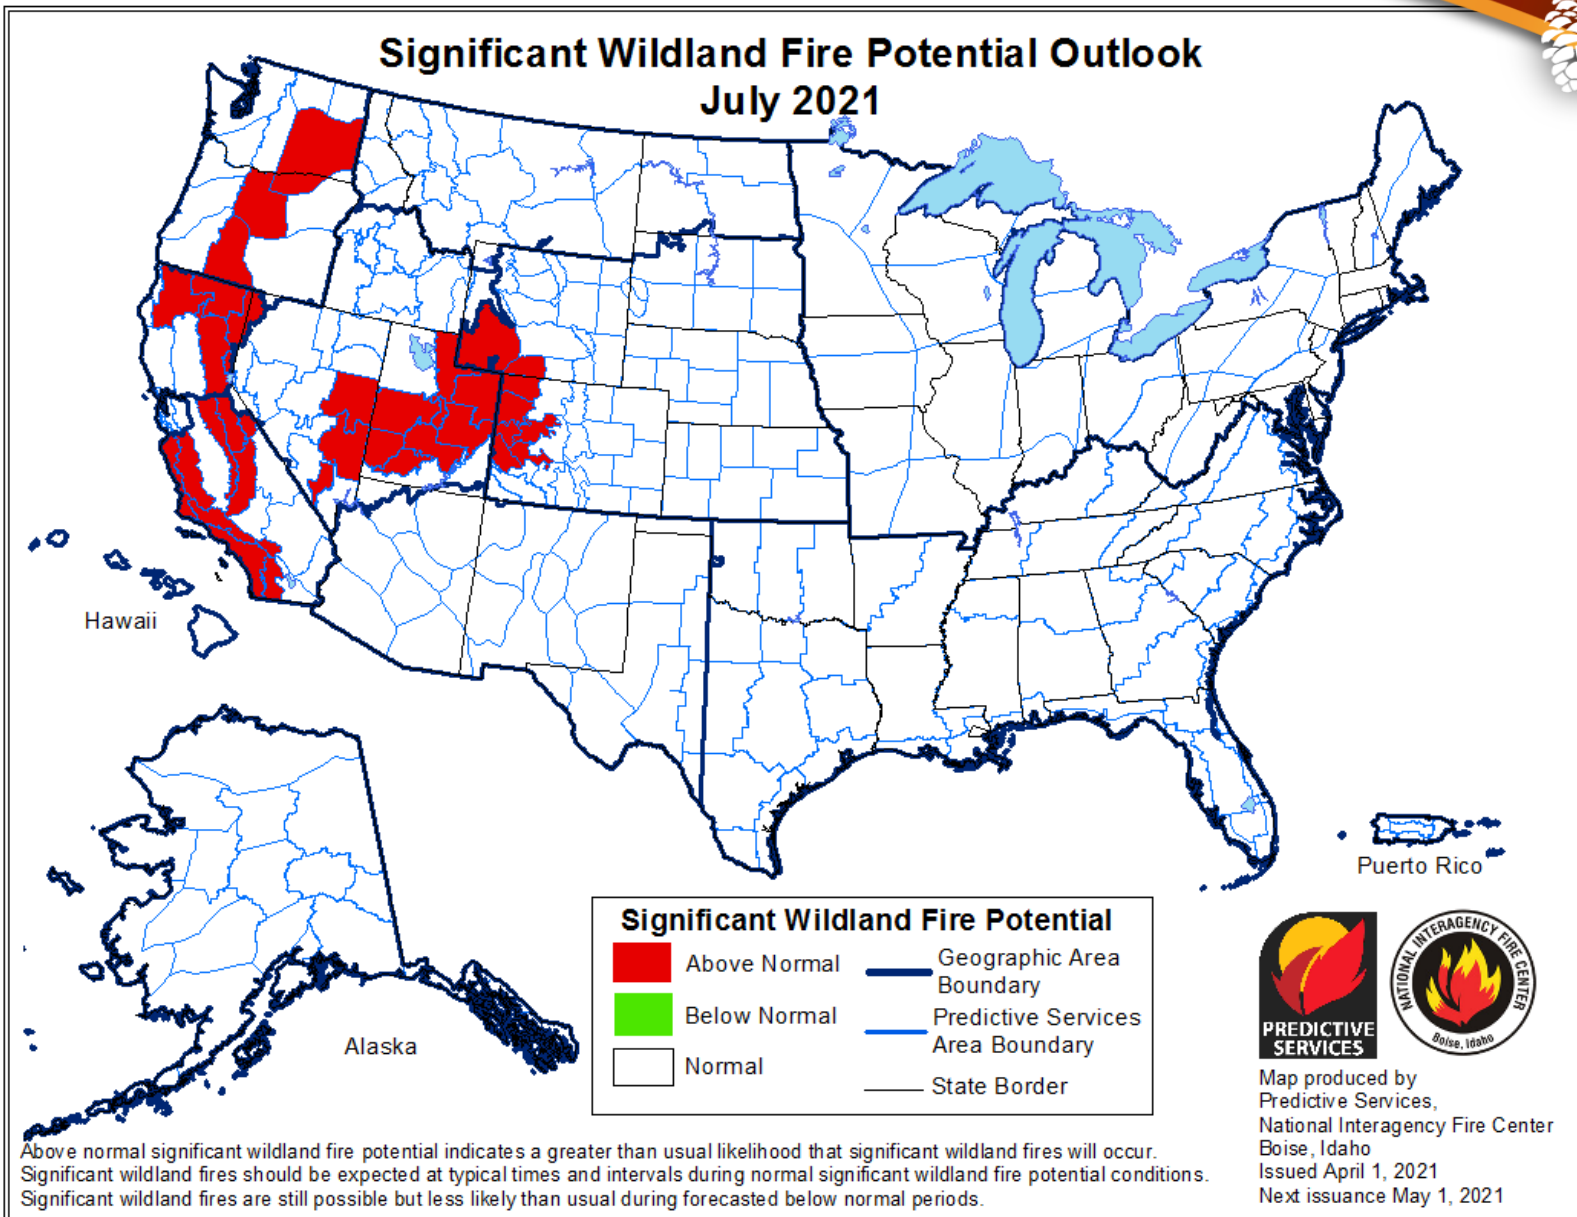 Significant Wildland Fire Potential Outlook
July 2021
Hawaii
Alaska
Puerto Rico
Significant Wildland Fire Potential
Above Normal
Below Normal
Normal
Geographic Area
Boundary
Predictive Services
Area Boundary
State Border
PREDICTIVE
SERVICES
NATIONAL INTERAGENCY FIRE CENTER
Boise, Idaho
Map produced by
Predictive Services,
National Interagency Fire Center
Boise, Idaho
Issued April 1, 2021
Next issuance May 1, 2021
Above normal significant wildland fire potential indicates a greater than usual likelihood that significant wildland fires will occur.
Significant wildland fires should be expected at typical times and intervals during normal significant wildland fire potential conditions.
Significant wildland fires are still possible but less likely than usual during forecasted below normal periods.